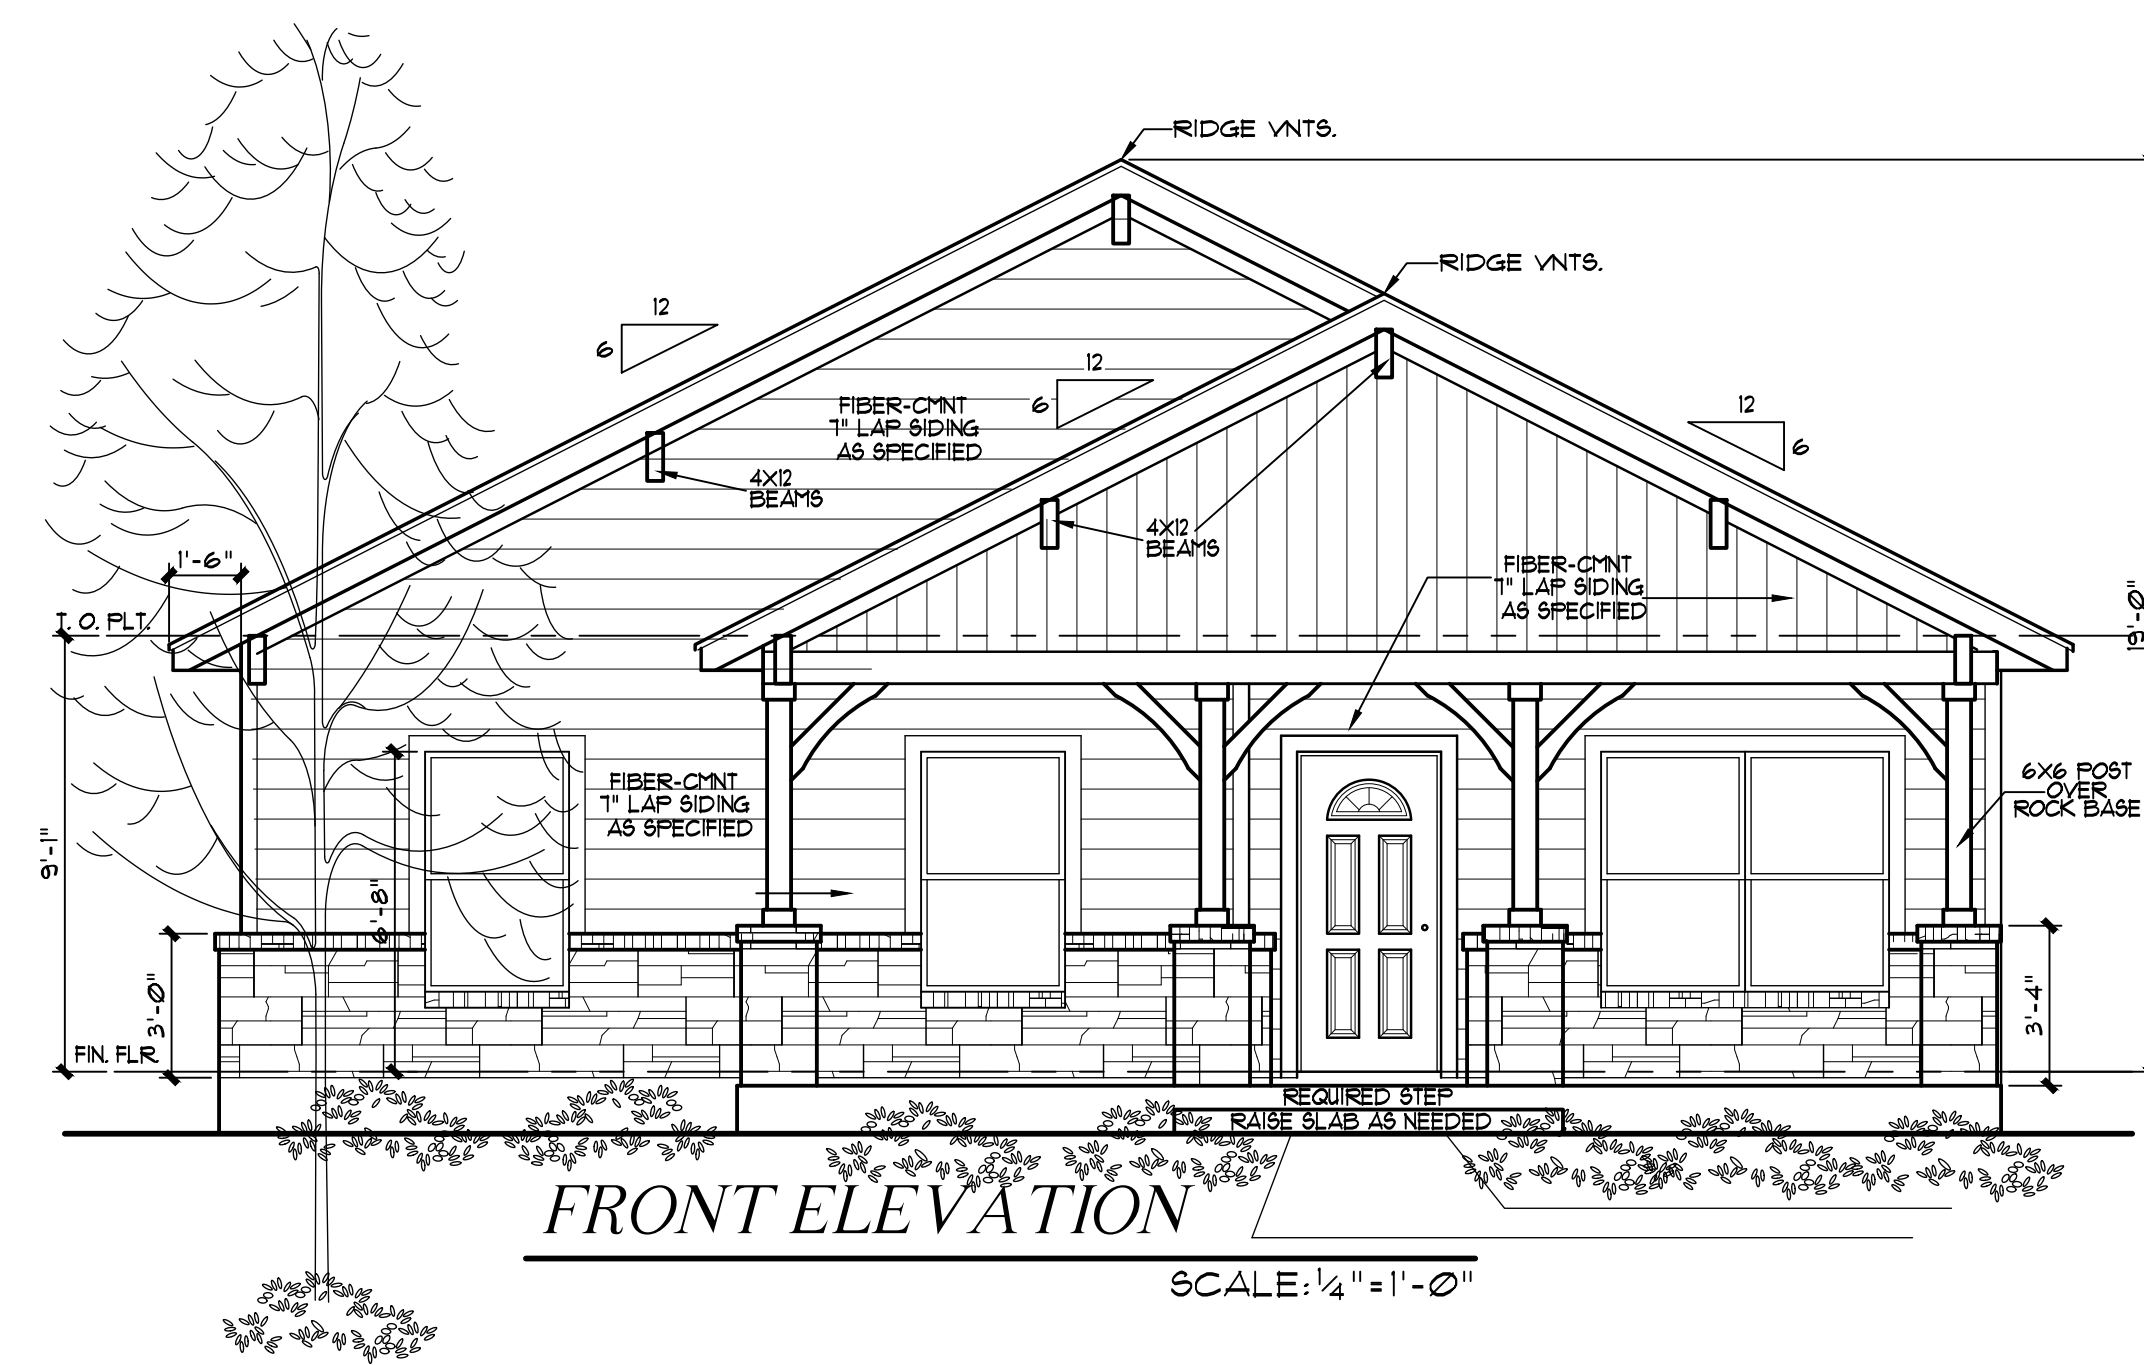 RIDGE VNTS.
RIDGE VNTS.
12
6
12
6
12
6
FIBER-CMNT
7" LAP SIDING
AS SPECIFIED
4X12
BEAMS
4X12
BEAMS
1'-6"
FIBER-CMNT
7" LAP SIDING
AS SPECIFIED
T. O. PLT.
19'-0"
FIBER-CMNT
7" LAP SIDING
AS SPECIFIED
6X6 POST
OVER
ROCK BASE
9'-1"
6'-8"
3'-0"
3'-4"
FIN. FLR.
REQUIRED STEP
RAISE SLAB AS NEEDED
FRONT ELEVATION
SCALE: 1/4"=1'-0"